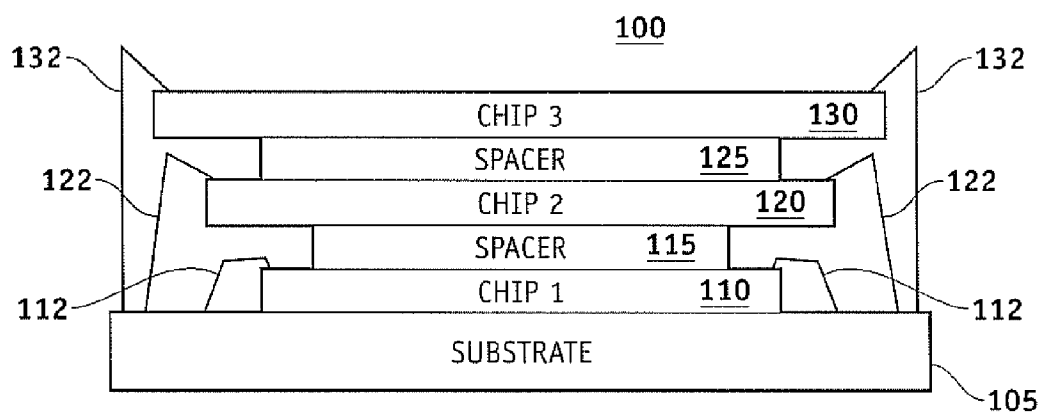 100
132 132
CHIP 3 130
SPACER 125
122 122
CHIP 2 120
SPACER 115
112 CHIP 1 110 112
SUBSTRATE
105